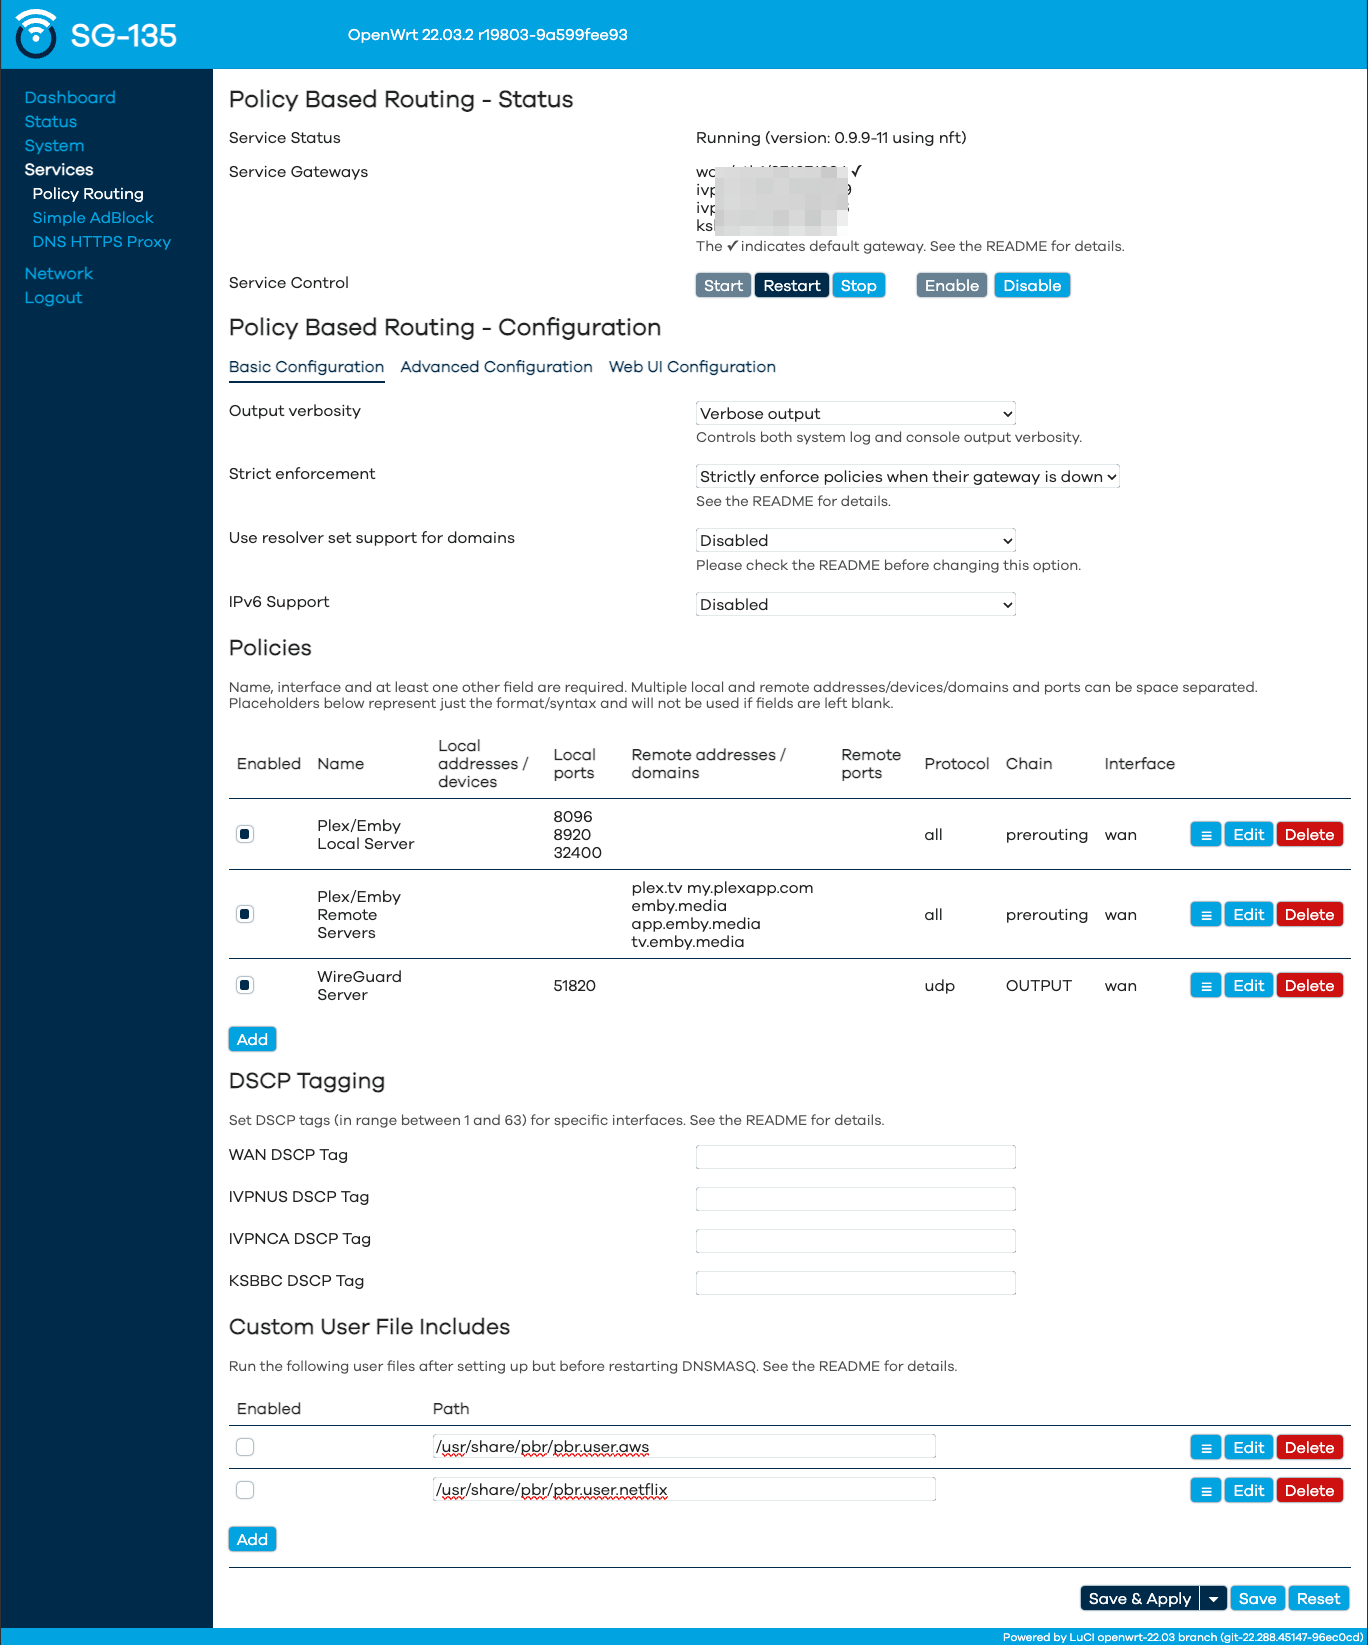 SG-135
OpenWrt 22.03.2 r19803-9a599fee93
Dashboard
Status
System
Services
Policy Routing
Simple AdBlock
DNS HTTPS Proxy
Network
Logout
Policy Based Routing - Status
Service Status
Running (version: 0.9.9-11 using nft)
Service Gateways
✓
The ✓ indicates default gateway. See the README for details.
Service Control
Start Restart Stop Enable Disable
Policy Based Routing - Configuration
Basic Configuration Advanced Configuration Web UI Configuration
Output verbosity
Verbose output
Controls both system log and console output verbosity.
Strict enforcement
Strictly enforce policies when their gateway is down
See the README for details.
Use resolver set support for domains
Disabled
Please check the README before changing this option.
IPv6 Support
Disabled
Policies
Name, interface and at least one other field are required. Multiple local and remote addresses/devices/domains and ports can be space separated.
Placeholders below represent just the format/syntax and will not be used if fields are left blank.
Enabled
Name
Local
addresses /
devices
Local
ports
Remote addresses /
domains
Remote
ports
Protocol
Chain
Interface
Plex/Emby
Local Server
8096
8920
32400
all
prerouting
wan
≡ Edit Delete
Plex/Emby
Remote
Servers
plex.tv my.plexapp.com
emby.media
app.emby.media
tv.emby.media
all
prerouting
wan
≡ Edit Delete
WireGuard
Server
51820
udp
OUTPUT
wan
≡ Edit Delete
Add
DSCP Tagging
Set DSCP tags (in range between 1 and 63) for specific interfaces. See the README for details.
WAN DSCP Tag
IVPNUS DSCP Tag
IVPNCA DSCP Tag
KSBBC DSCP Tag
Custom User File Includes
Run the following user files after setting up but before restarting DNSMASQ. See the README for details.
Enabled Path
/usr/share/pbr/pbr.user.aws
≡ Edit Delete
/usr/share/pbr/pbr.user.netflix
≡ Edit Delete
Add
Save & Apply Save Reset
Powered by LuCI openwrt-22.03 branch (git-22.288.45147-96ec0cd)